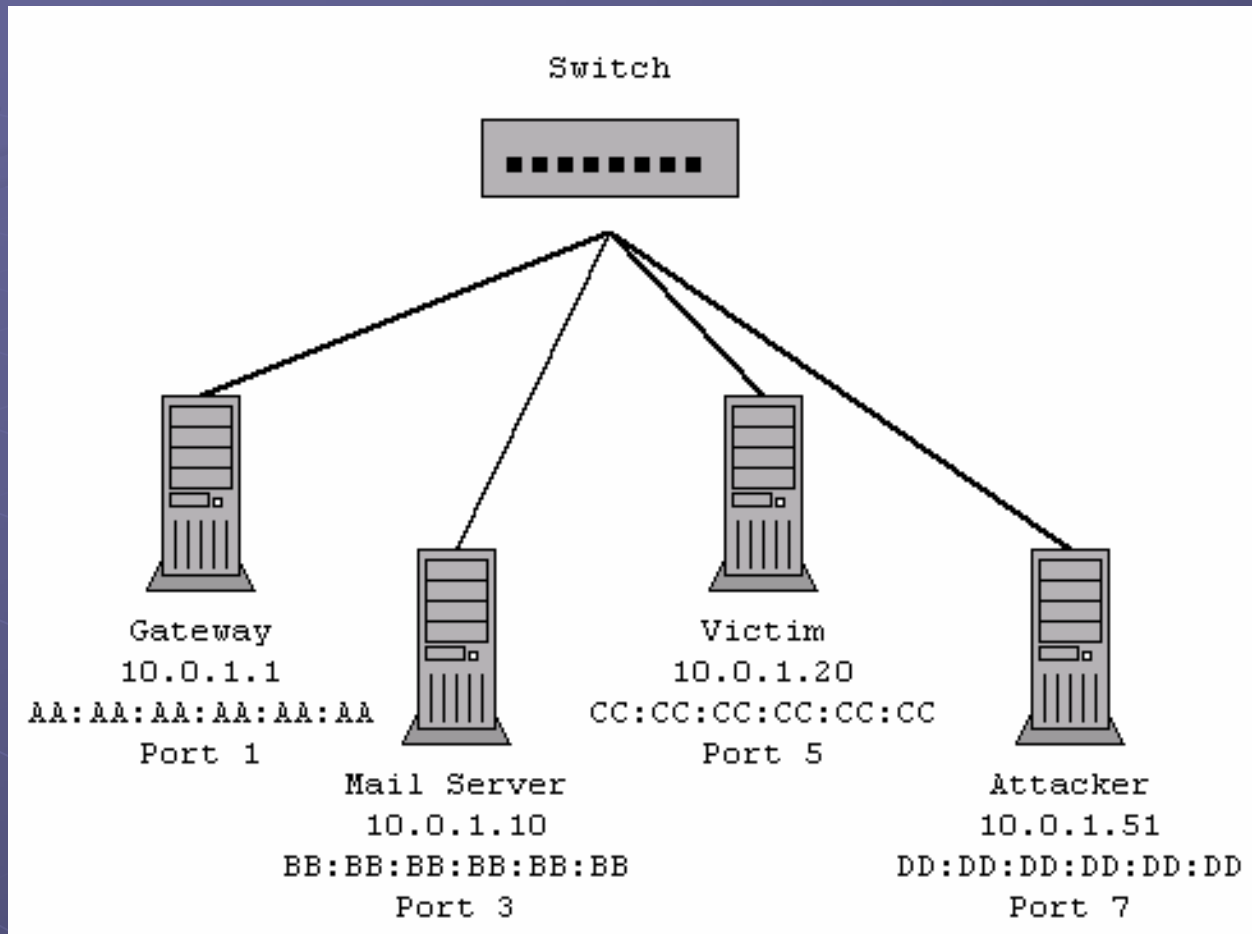 Switch
Gateway
10.0.1.1
AA:AA:AA:AA:AA:AA
Port 1
Mail Server
10.0.1.10
BB:BB:BB:BB:BB:BB
Port 3
Victim
10.0.1.20
CC:CC:CC:CC:CC:CC
Port 5
Attacker
10.0.1.51
DD:DD:DD:DD:DD:DD
Port 7